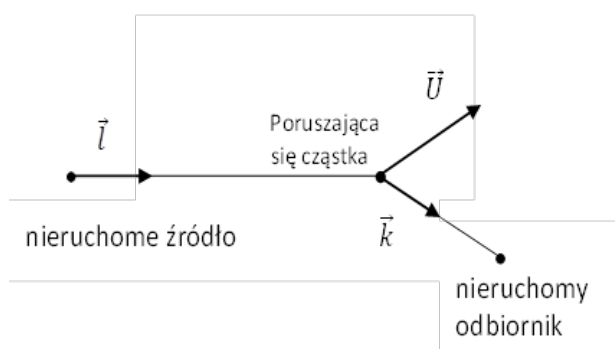 l⃗
Poruszająca
się cząstka
U⃗
nieruchome źródło
k⃗
nieruchomy
odbiornik